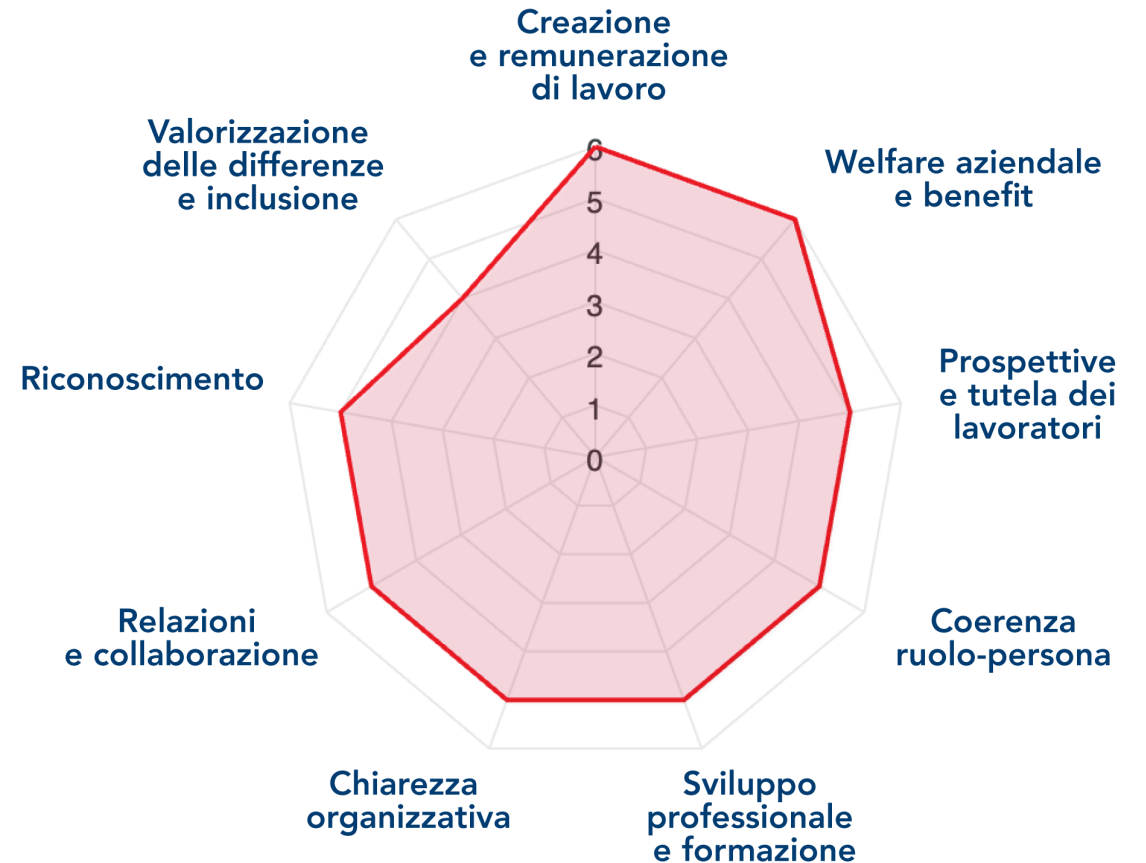 Creazione
e remunerazione
di lavoro
Valorizzazione
delle differenze
e inclusione
Welfare aziendale
e benefit
6
5
4
3
2
1
0
Prospettive
e tutela dei
lavoratori
Riconoscimento
Relazioni
e collaborazione
Coerenza
ruolo-persona
Chiarezza
organizzativa
Sviluppo
professionale
e formazione